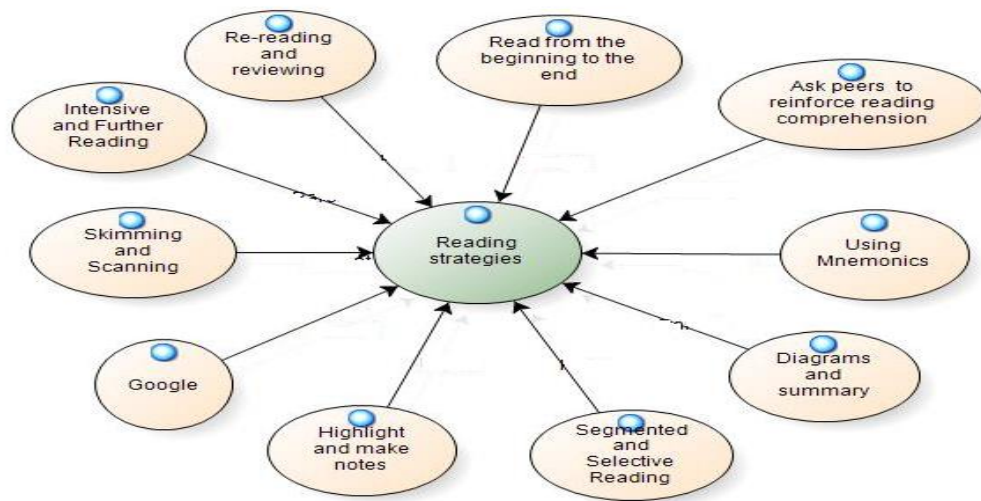 Re-reading
and
reviewing
Read from the
beginning to the
end
Ask peers to
reinforce reading
comprehension
Intensive
and Further
Reading
Skimming
and
Scanning
Reading
strategies
Using
Mnemonics
Google
Diagrams
and
summary
Highlight
and make
notes
Segmented
and
Selective
Reading